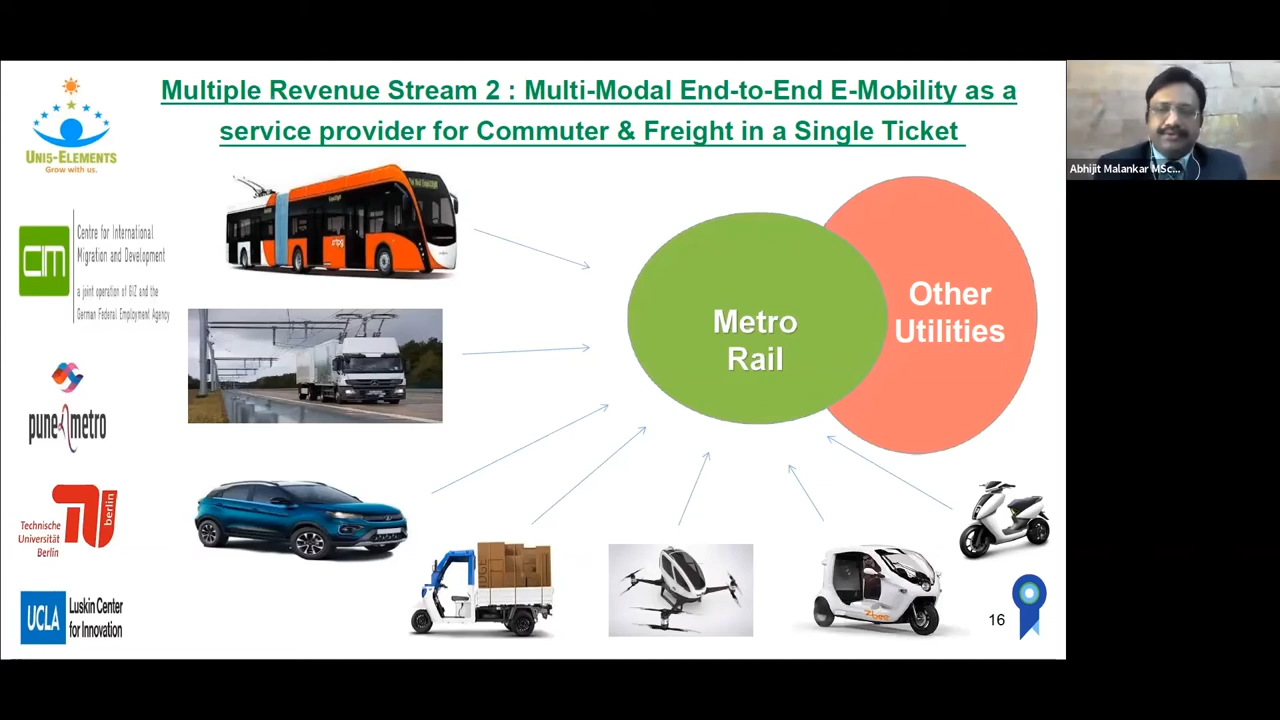 Multiple Revenue Stream 2 : Multi-Modal End-to-End E-Mobility as a
service provider for Commuter & Freight in a Single Ticket
UNI5-ELEMENTS
Grow with us.
Abhijit Malankar MSc...
cim
Centre for International
Migration and Development
a joint operation of GIZ and the
German Federal Employment Agency
Metro
Rail
Other
Utilities
pune metro
Technische
Universität
Berlin
berlin
UCLA
Luskin Center
for Innovation
zbee
16